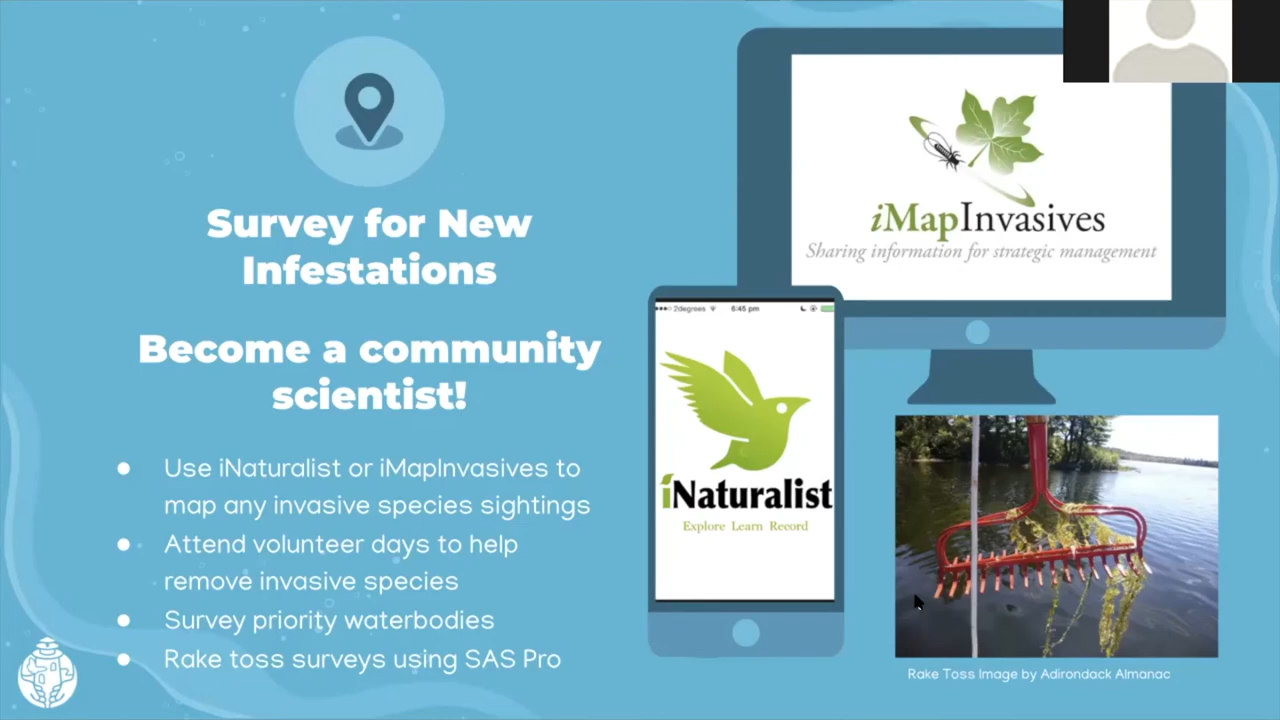 Survey for New
Infestations
Become a community
scientist!
● Use iNaturalist or iMapInvasives to
map any invasive species sightings
● Attend volunteer days to help
remove invasive species
● Survey priority waterbodies
● Rake toss surveys using SAS Pro
iMapInvasives
Sharing information for strategic management
2degrees 6:45 pm
iNaturalist
Explore Learn Record
Rake Toss Image by Adirondack Almanac